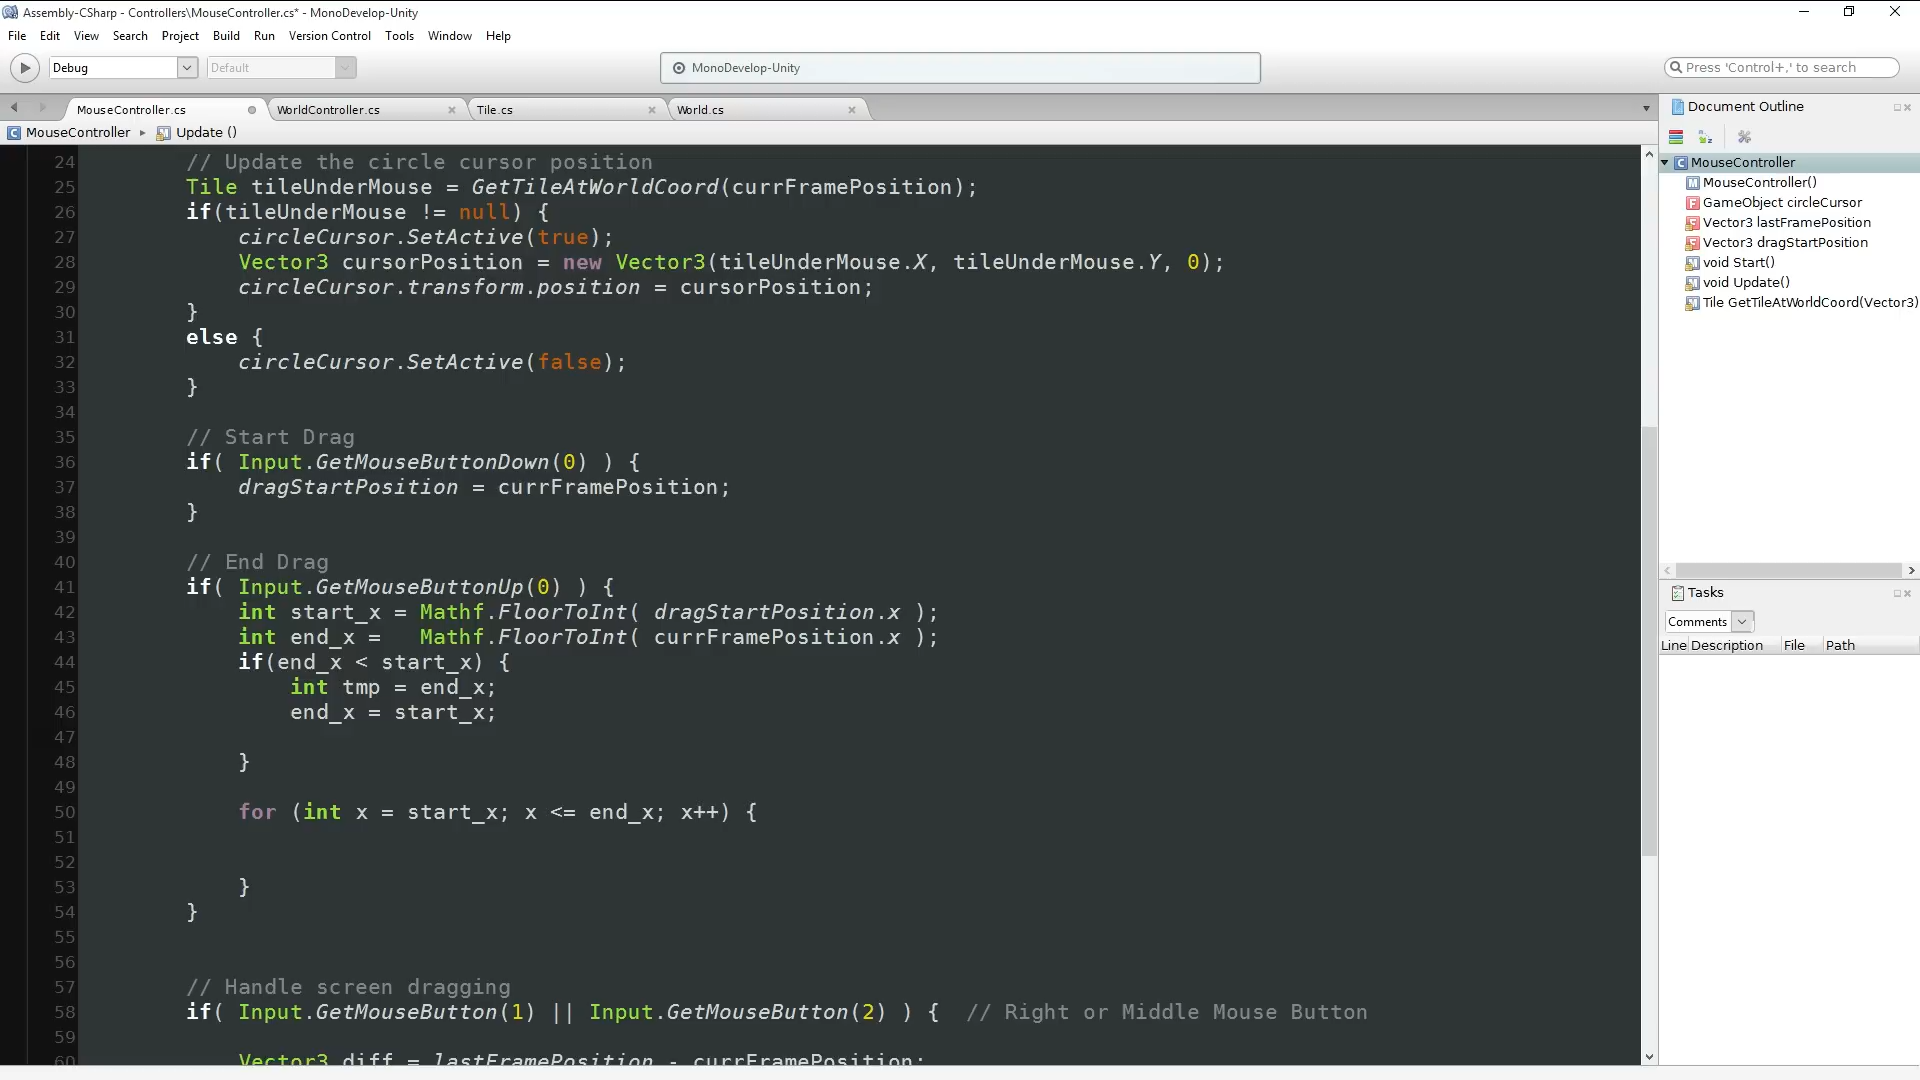 Assembly-CSharp - Controllers\MouseController.cs* - MonoDevelop-Unity
File Edit View Search Project Build Run Version Control Tools Window Help
Debug Default MonoDevelop-Unity Press 'Control+,' to search
MouseController.cs WorldController.cs Tile.cs World.cs
MouseController Update ()
24 // Update the circle cursor position
25 Tile tileUnderMouse = GetTileAtWorldCoord(currFramePosition);
26 if(tileUnderMouse != null) {
27 circleCursor.SetActive(true);
28 Vector3 cursorPosition = new Vector3(tileUnderMouse.X, tileUnderMouse.Y, 0);
29 circleCursor.transform.position = cursorPosition;
30 }
31 else {
32 circleCursor.SetActive(false);
33 }
34
35 // Start Drag
36 if( Input.GetMouseButtonDown(0) ) {
37 dragStartPosition = currFramePosition;
38 }
39
40 // End Drag
41 if( Input.GetMouseButtonUp(0) ) {
42 int start_x = Mathf.FloorToInt( dragStartPosition.x );
43 int end_x =   Mathf.FloorToInt( currFramePosition.x );
44 if(end_x < start_x) {
45 int tmp = end_x;
46 end_x = start_x;
47
48 }
49
50 for (int x = start_x; x <= end_x; x++) {
51
52
53 }
54 }
55
56
57 // Handle screen dragging
58 if( Input.GetMouseButton(1) || Input.GetMouseButton(2) ) {  // Right or Middle Mouse Button
59
60 Vector3 diff = lastFramePosition - currFramePosition;
Document Outline
MouseController
MouseController()
GameObject circleCursor
Vector3 lastFramePosition
Vector3 dragStartPosition
void Start()
void Update()
Tile GetTileAtWorldCoord(Vector3)
Tasks
Comments
Line Description File Path